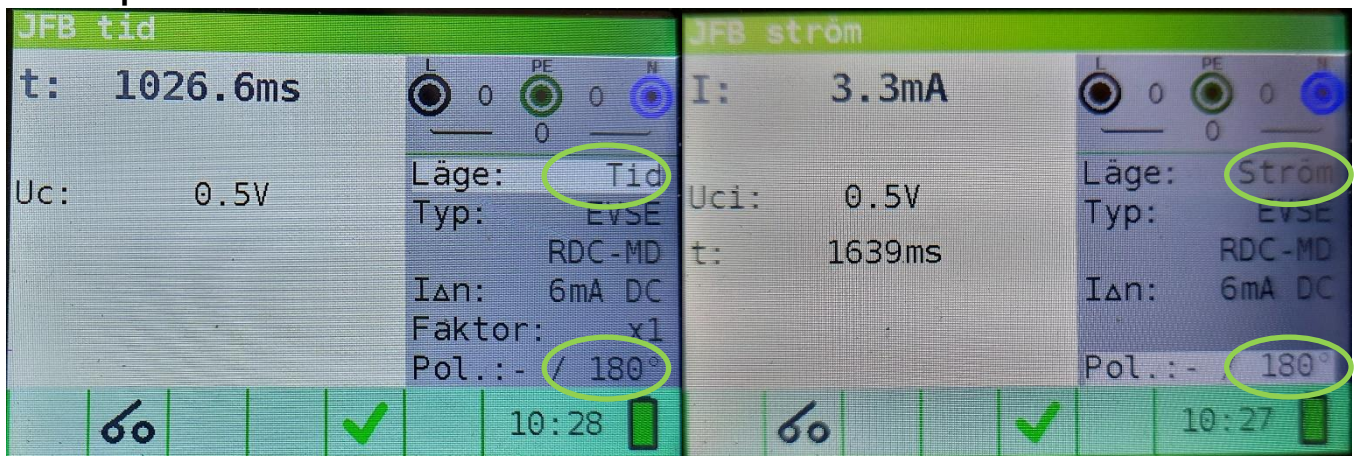 JFB tid
t: 1026.6ms
L PE N
0 0
0
Uc: 0.5V
Läge: Tid
Typ: EVSE
RDC-MD
IΔn: 6mA DC
Faktor: x1
Pol.:- / 180°
10:28
JFB ström
I: 3.3mA
L PE N
0 0
0
Uci: 0.5V
t: 1639ms
Läge: Ström
Typ: EVSE
RDC-MD
IΔn: 6mA DC
Pol.:- / 180°
10:27